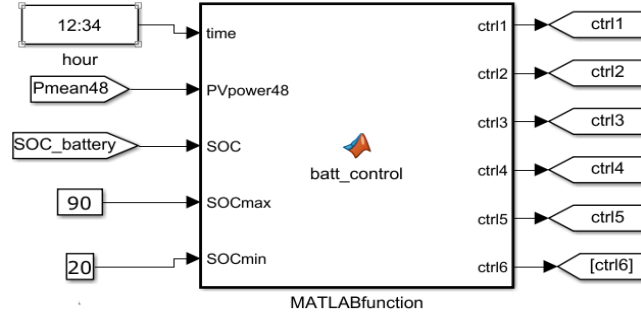 12:34
hour
time
Pmean48
PVpower48
SOC_battery
SOC
90
SOCmax
20
SOCmin
batt_control
ctrl1
ctrl1
ctrl2
ctrl2
ctrl3
ctrl3
ctrl4
ctrl4
ctrl5
ctrl5
ctrl6
[ctrl6]
MATLABfunction